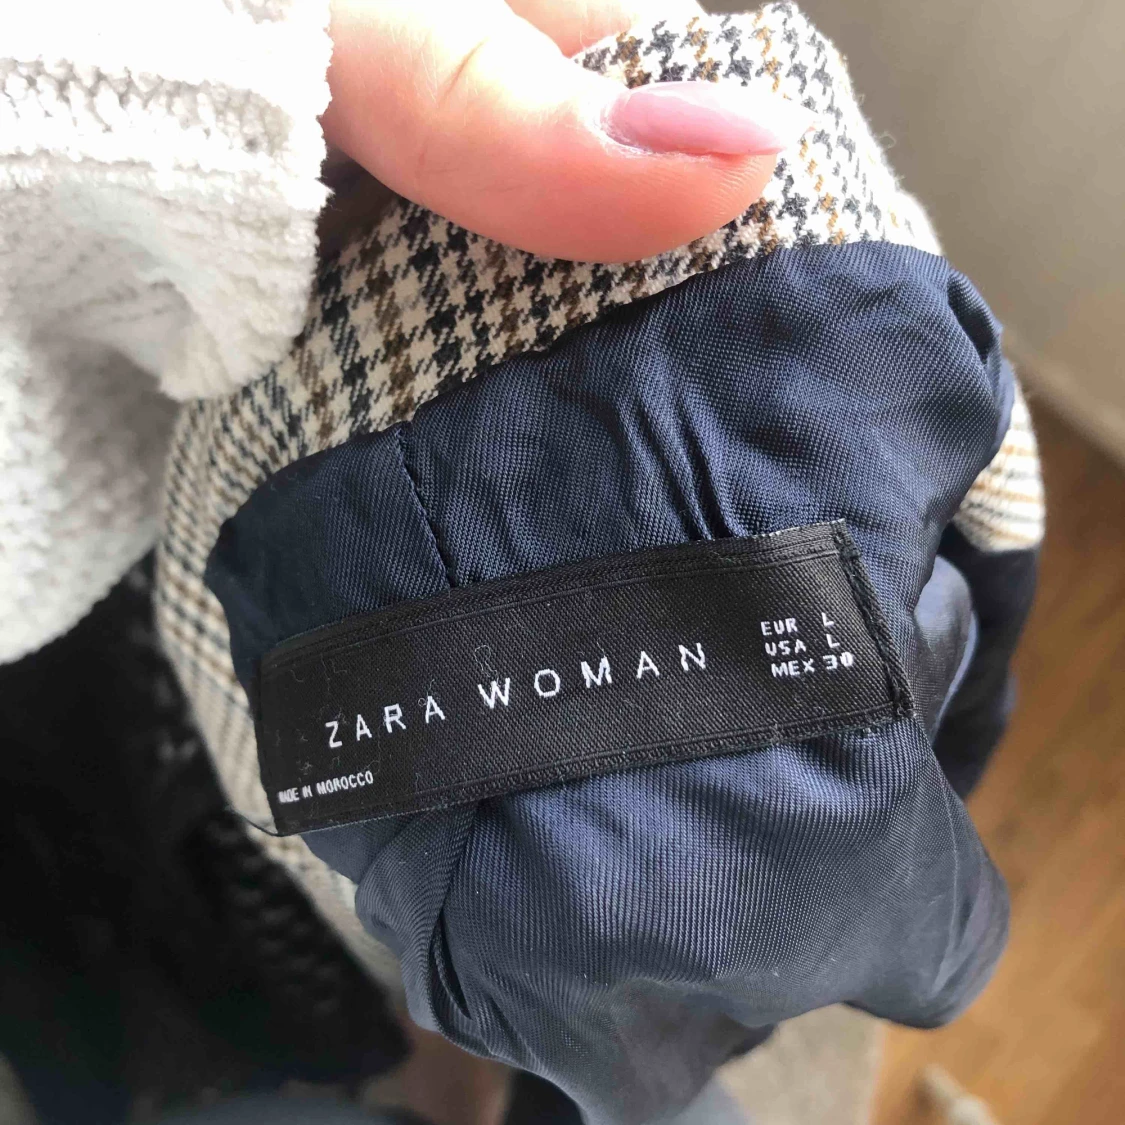 ZARA WOMAN
EUR L
USA L
MEX 30
MADE IN MOROCCO